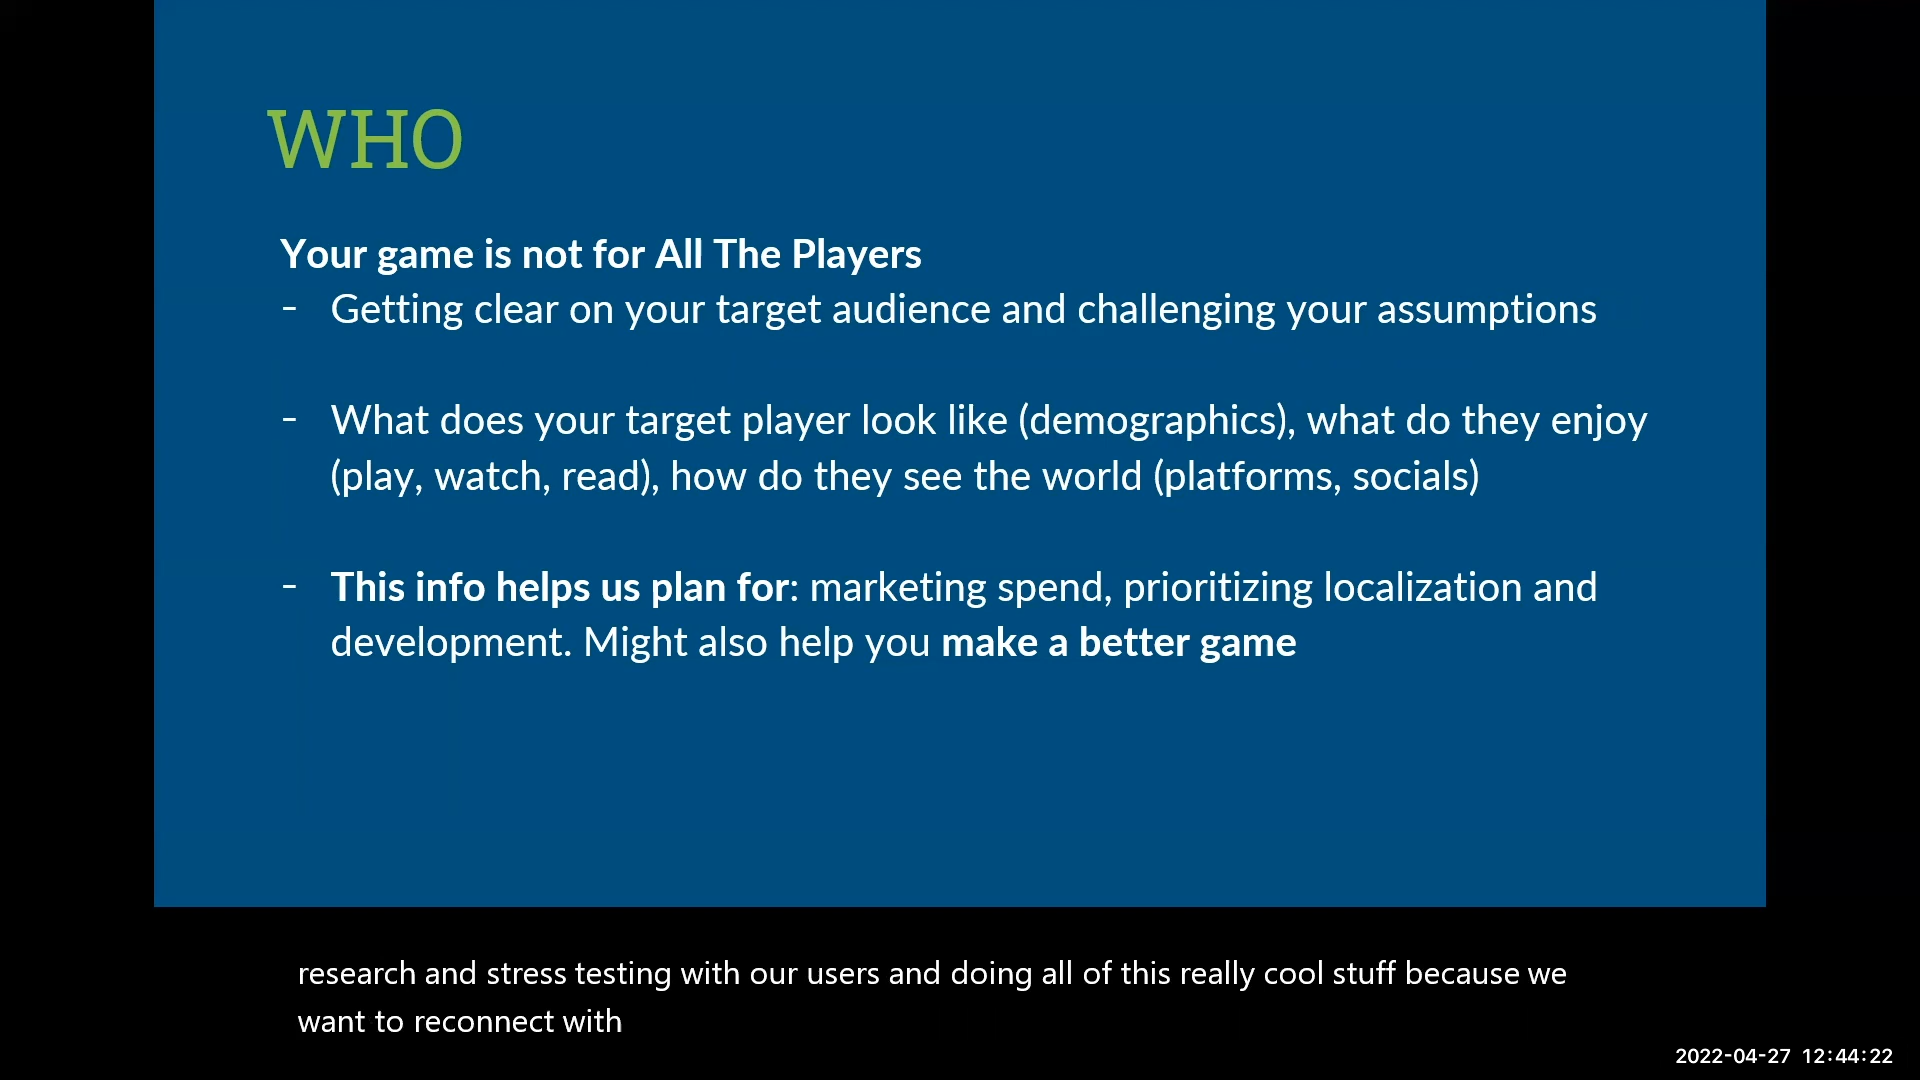 WHO
Your game is not for All The Players
- Getting clear on your target audience and challenging your assumptions
- What does your target player look like (demographics), what do they enjoy
(play, watch, read), how do they see the world (platforms, socials)
- This info helps us plan for: marketing spend, prioritizing localization and
development. Might also help you make a better game
research and stress testing with our users and doing all of this really cool stuff because we
want to reconnect with
2022-04-27 12:44:22